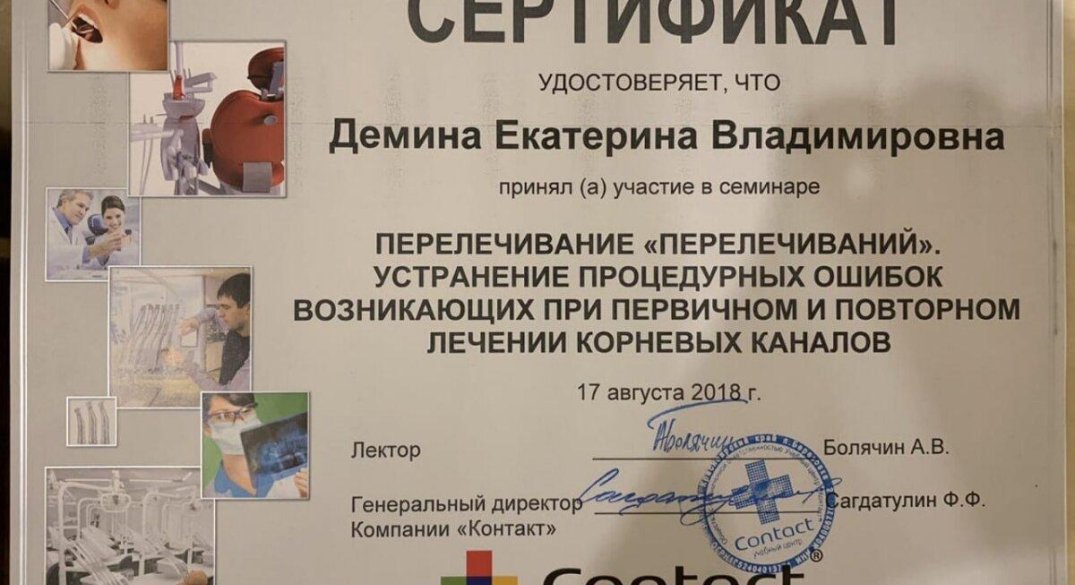 СЕРТИФИКАТ
УДОСТОВЕРЯЕТ, ЧТО
Демина Екатерина Владимировна
принял (а) участие в семинаре
ПЕРЕЛЕЧИВАНИЕ «ПЕРЕЛЕЧИВАНИЙ».
УСТРАНЕНИЕ ПРОЦЕДУРНЫХ ОШИБОК
ВОЗНИКАЮЩИХ ПРИ ПЕРВИЧНОМ И ПОВТОРНОМ
ЛЕЧЕНИИ КОРНЕВЫХ КАНАЛОВ
17 августа 2018 г.
Лектор
Болячин А.В.
Генеральный директор
Компании «Контакт»
Сагдатулин Ф.Ф.
Contact
учебный центр
Contact®